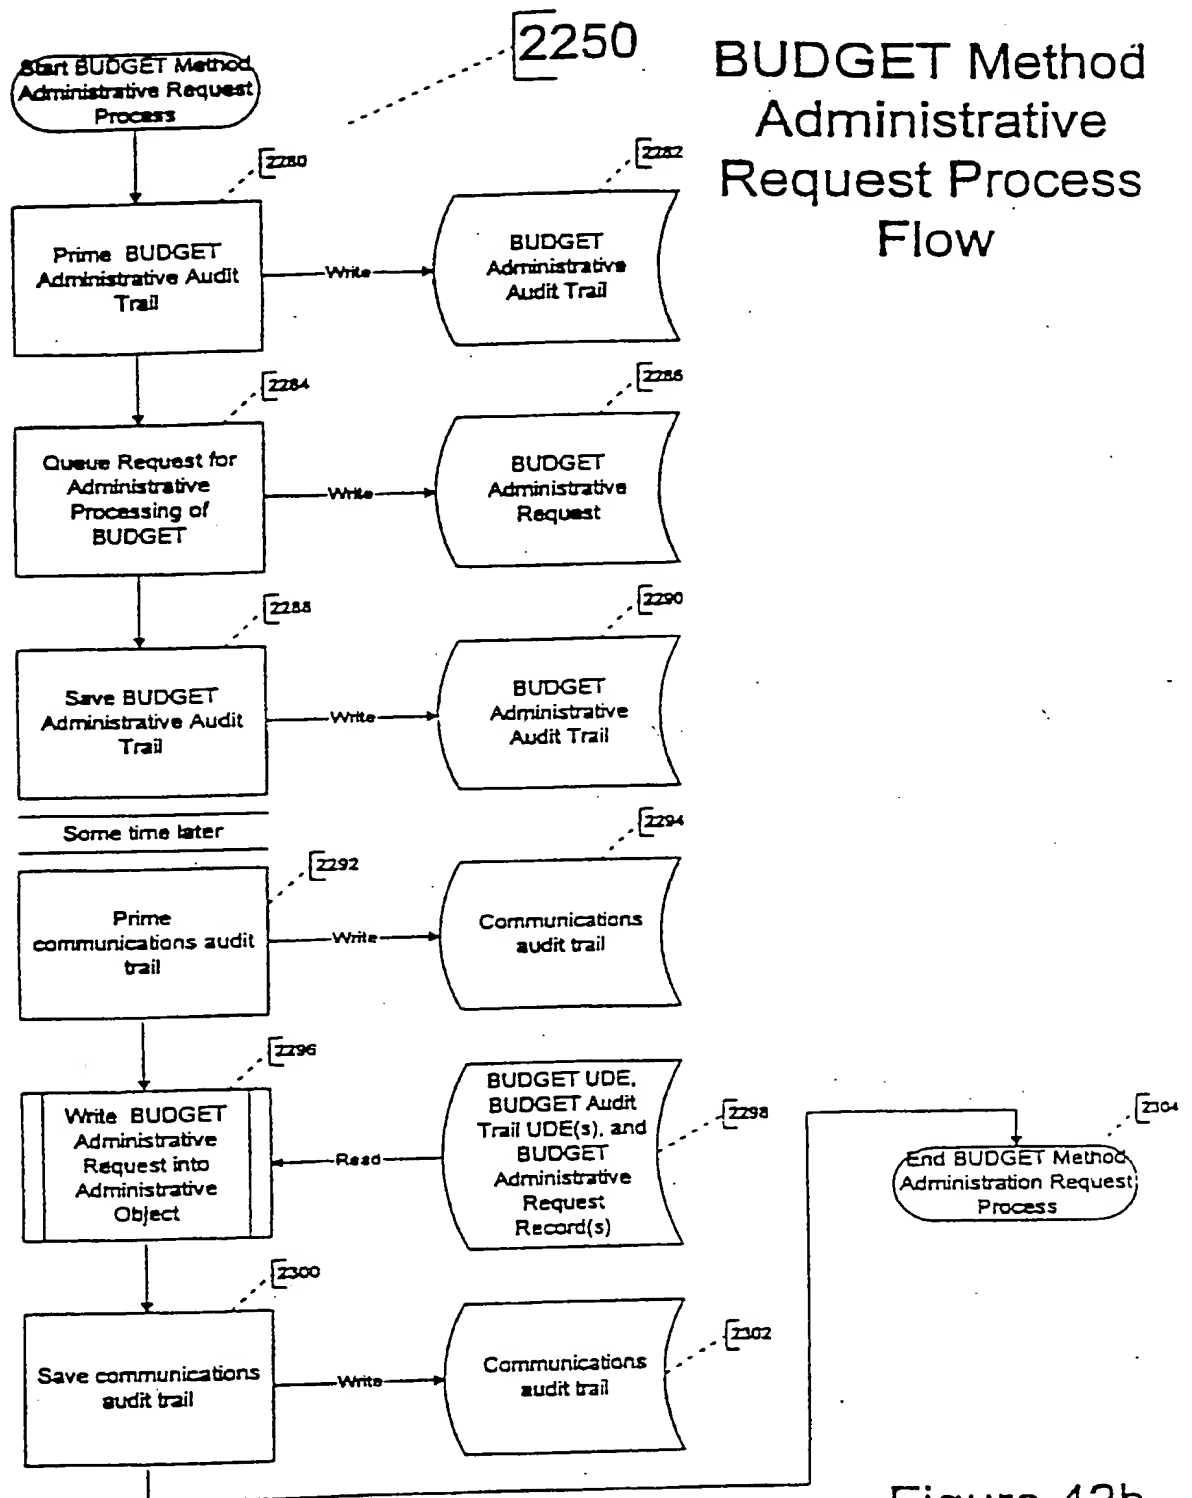 2250
BUDGET Method
Administrative
Request Process
Flow
Start BUDGET Method
Administrative Request
Process
2280
Prime BUDGET
Administrative Audit
Trail
Write
2282
BUDGET
Administrative
Audit Trail
2284
Queue Request for
Administrative
Processing of
BUDGET
Write
2286
BUDGET
Administrative
Request
2288
Save BUDGET
Administrative Audit
Trail
Write
2290
BUDGET
Administrative
Audit Trail
Some time later
2292
Prime
communications audit
trail
Write
2294
Communications
audit trail
2296
Write BUDGET
Administrative
Request into
Administrative
Object
Read
2298
BUDGET UDE,
BUDGET Audit
Trail UDE(s), and
BUDGET
Administrative
Request
Record(s)
2300
Save communications
audit trail
Write
2302
Communications
audit trail
2304
End BUDGET Method
Administration Request
Process
Figure 42b